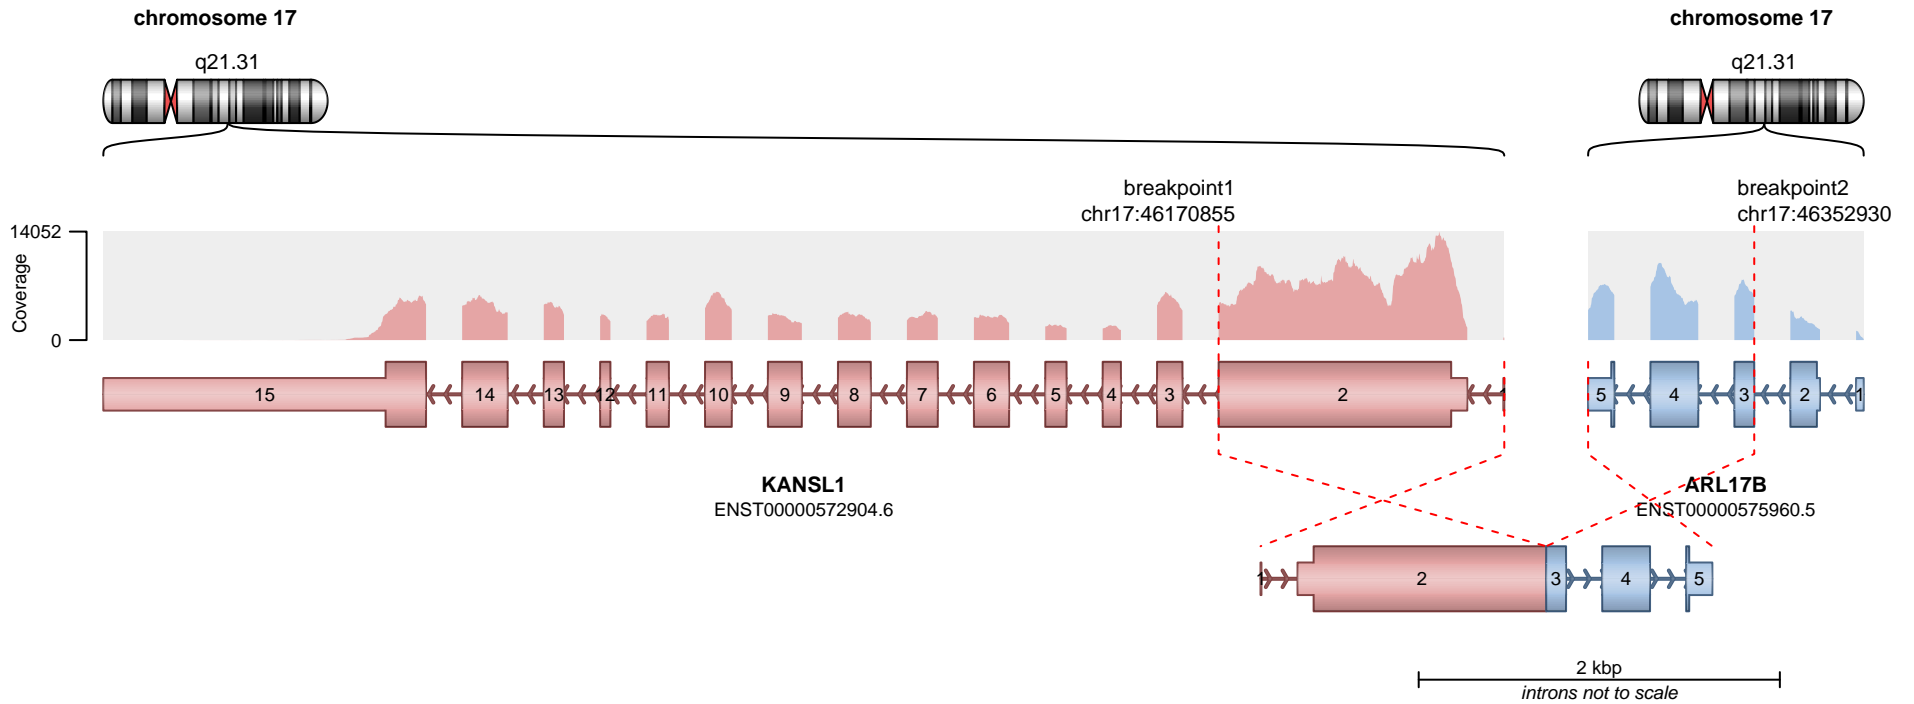 chromosome 17
chromosome 17
q21.31
q21.31
breakpoint1
chr17:46170855
breakpoint2
chr17:46352930
14052
Coverage
0
15 14 13 12 11 10 9 8 7 6 5 4 3 2 1
5 4 3 2 1
KANSL1
ENST00000572904.6
ARL17B
ENST00000575960.5
1 2 3 4 5
2 kbp
introns not to scale